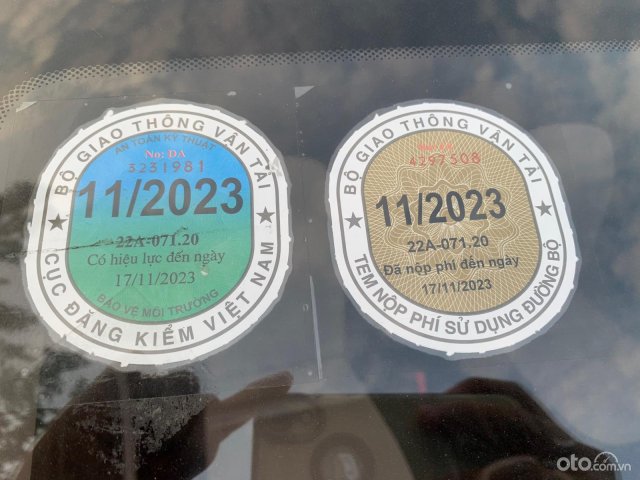 BỘ GIAO THÔNG VẬN TẢI
AN TOÀN KỸ THUẬT
No: DA
3231981
11/2023
22A-071.20
Có hiệu lực đến ngày
17/11/2023
BẢO VỆ MÔI TRƯỜNG
CỤC ĐĂNG KIỂM VIỆT NAM
BỘ GIAO THÔNG VẬN TẢI
4297508
11/2023
22A-071.20
Đã nộp phí đến ngày
17/11/2023
TEM NỘP PHÍ SỬ DỤNG ĐƯỜNG BỘ
oto.com.vn